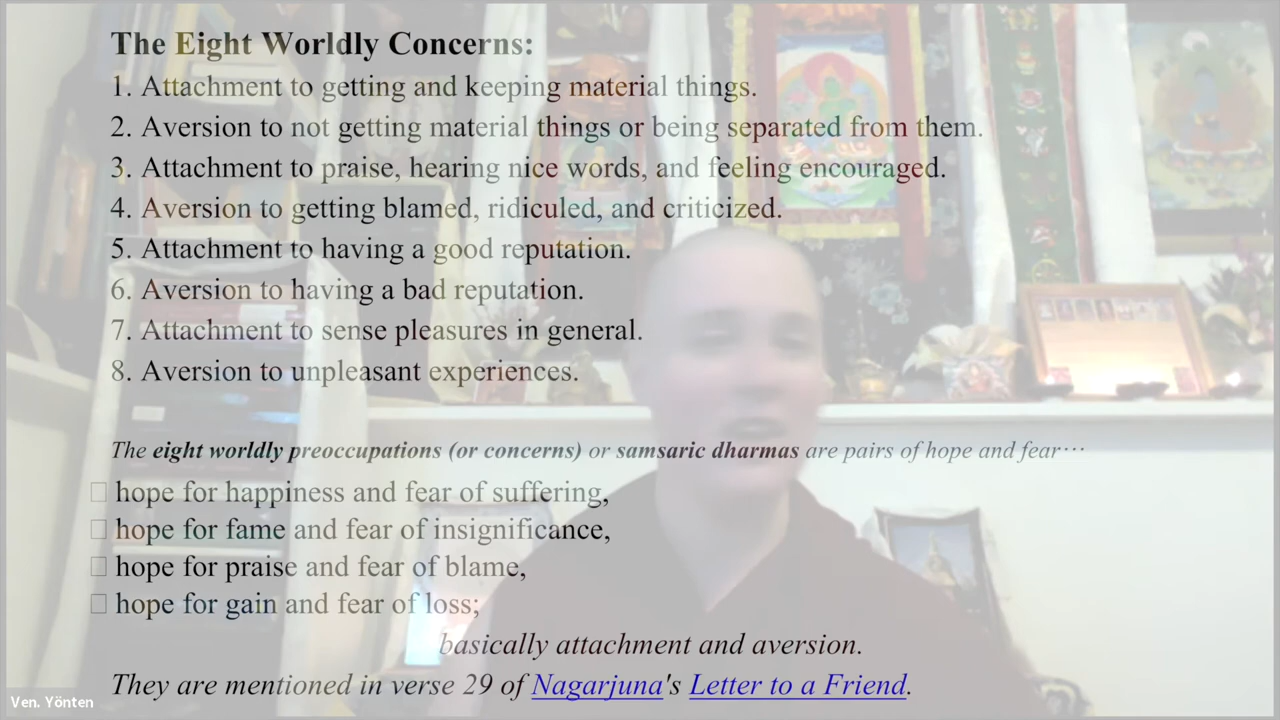 The Eight Worldly Concerns:
1. Attachment to getting and keeping material things.
2. Aversion to not getting material things or being separated from them.
3. Attachment to praise, hearing nice words, and feeling encouraged.
4. Aversion to getting blamed, ridiculed, and criticized.
5. Attachment to having a good reputation.
6. Aversion to having a bad reputation.
7. Attachment to sense pleasures in general.
8. Aversion to unpleasant experiences.
The eight worldly preoccupations (or concerns) or samsaric dharmas are pairs of hope and fear···
□ hope for happiness and fear of suffering,
□ hope for fame and fear of insignificance,
□ hope for praise and fear of blame,
□ hope for gain and fear of loss;
basically attachment and aversion.
They are mentioned in verse 29 of Nagarjuna's Letter to a Friend.
Ven. Yönten